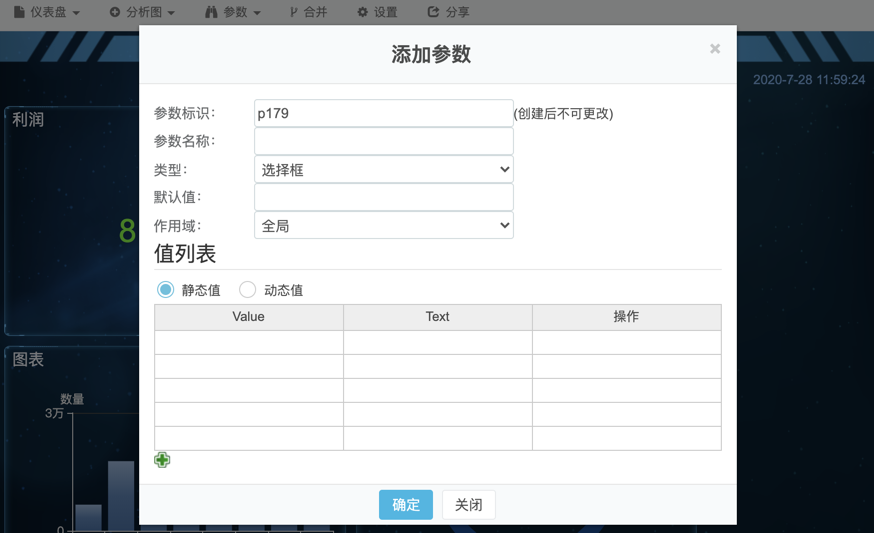 仪表盘 分析图 参数 合并 设置 分享
添加参数 ×
2020-7-28 11:59:24
利润
8
参数标识： p179 (创建后不可更改)
参数名称：
类型： 选择框
默认值：
作用域： 全局
值列表
静态值 动态值
Value Text 操作
图表
数量
3万
0
确定 关闭